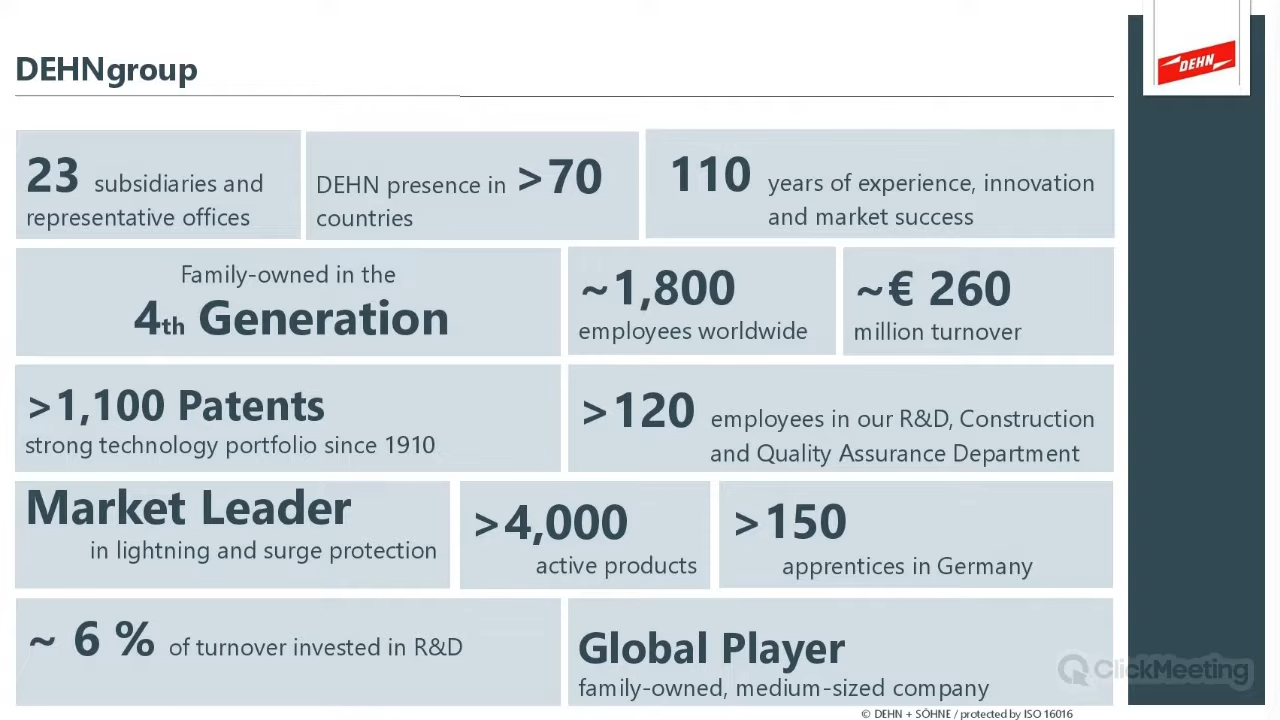 DEHNgroup
DEHN
23 subsidiaries and
representative offices
DEHN presence in >70
countries
110 years of experience, innovation
and market success
Family-owned in the
4th Generation
~1,800
employees worldwide
~€ 260
million turnover
>1,100 Patents
strong technology portfolio since 1910
>120 employees in our R&D, Construction
and Quality Assurance Department
Market Leader
in lightning and surge protection
>4,000
active products
>150
apprentices in Germany
~ 6 % of turnover invested in R&D
Global Player
family-owned, medium-sized company
ClickMeeting
© DEHN + SÖHNE / protected by ISO 16016